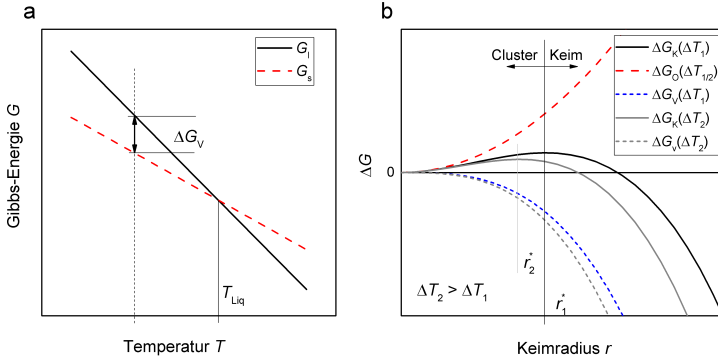 a
Gibbs-Energie G
G_l
G_s
ΔG_V
T_Liq
Temperatur T
b
ΔG
0
Cluster Keim
ΔG_K(ΔT_1)
ΔG_O(ΔT_1/2)
ΔG_V(ΔT_1)
ΔG_K(ΔT_2)
ΔG_v(ΔT_2)
r*_2
r*_1
ΔT_2 > ΔT_1
Keimradius r